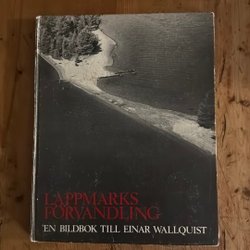 LAPPMARKS
FÖRVANDLING
EN BILDBOK TILL EINAR WALLQUIST